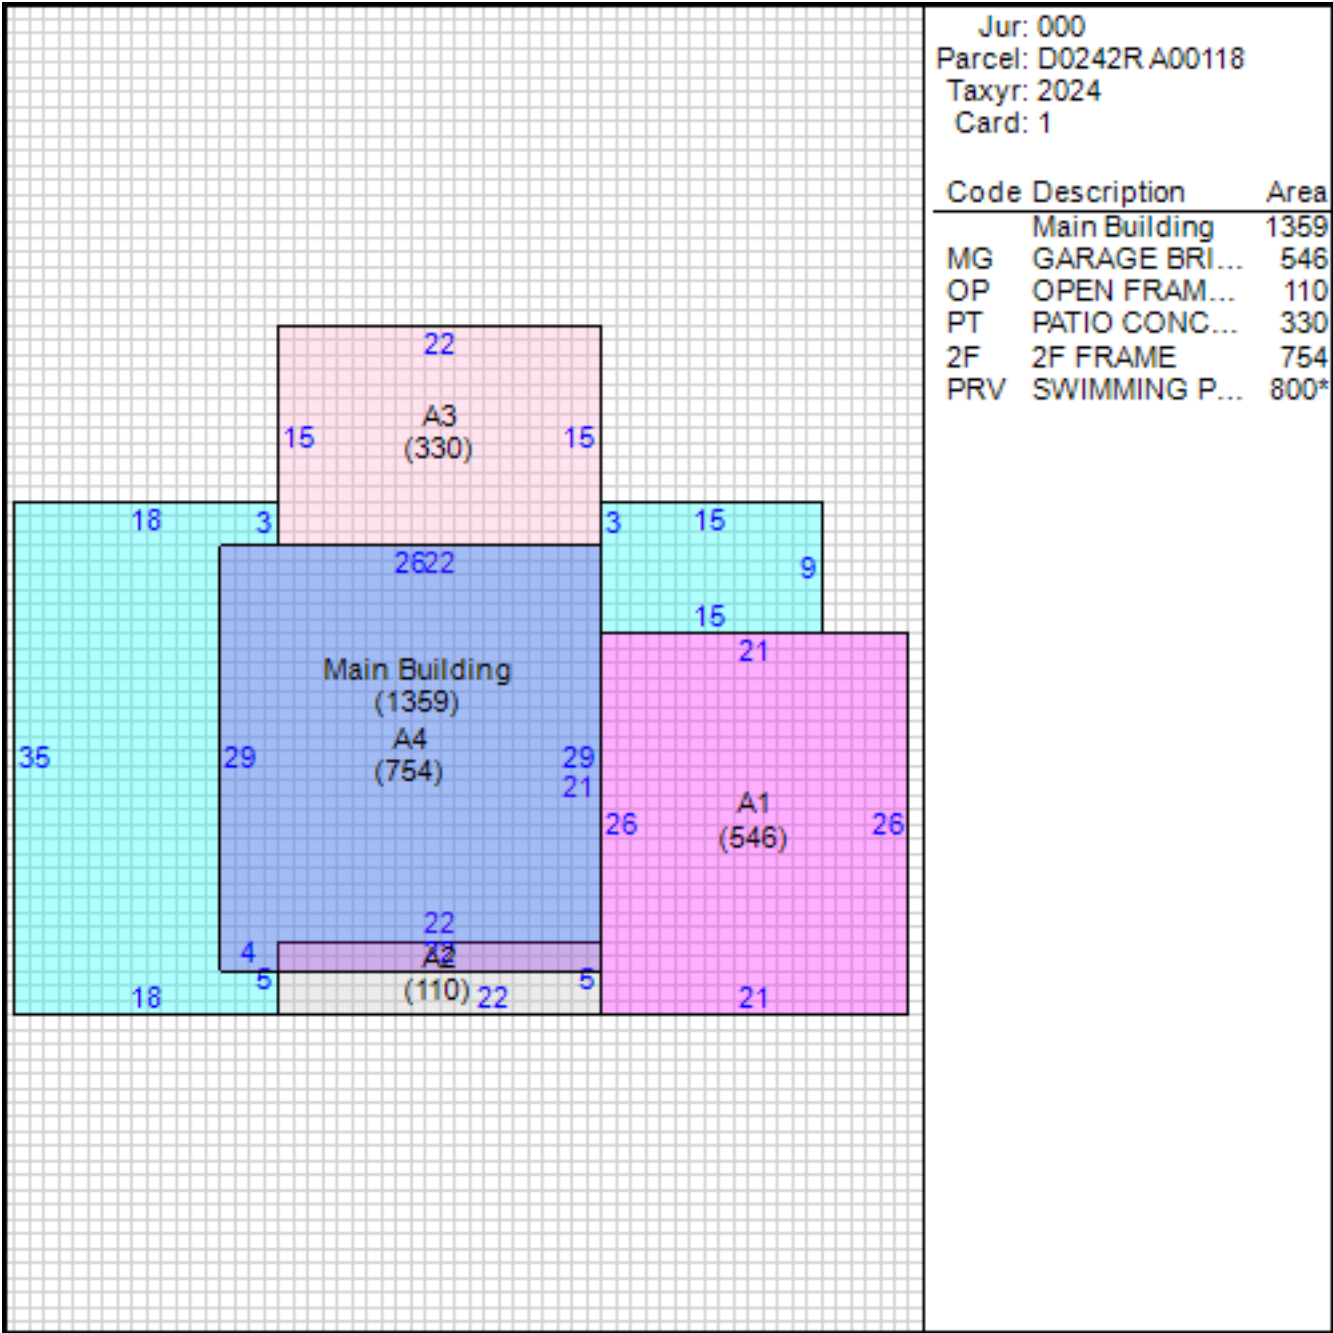 Jur: 000
Parcel: D0242R A00118
Taxyr: 2024
Card: 1
Code Description Area
Main Building 1359
MG GARAGE BRI... 546
OP OPEN FRAM... 110
PT PATIO CONC... 330
2F 2F FRAME 754
PRV SWIMMING P... 800*
22
A3
15 15
(330)
18 3 3 15
2622
9
15
21
Main Building
(1359)
A4
35 29 29
(754)
21
A1
26 26
(546)
22
4
A2
5 5
(110)
18 22 21